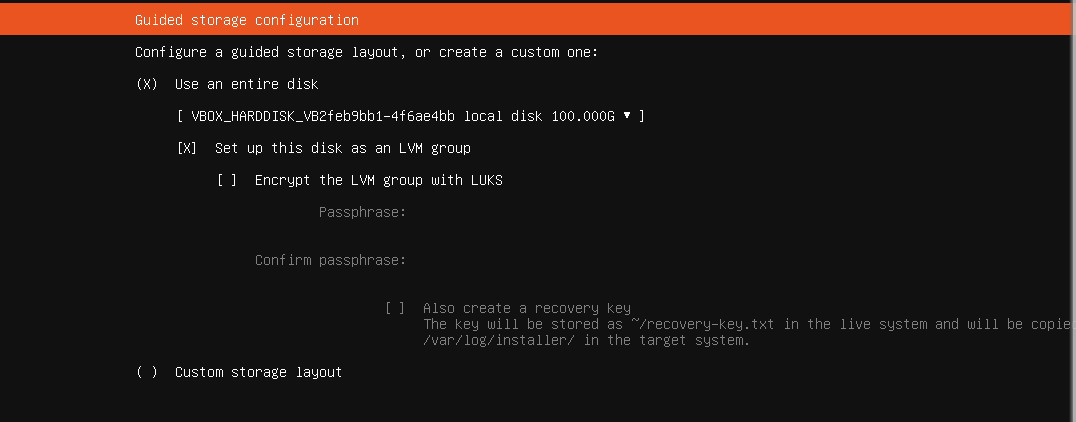 Guided storage configuration
Configure a guided storage layout, or create a custom one:
(X) Use an entire disk
[ VBOX_HARDDISK_VB2feb9bb1-4f6ae4bb local disk 100.000G ▾ ]
[X] Set up this disk as an LVM group
[ ] Encrypt the LVM group with LUKS
Passphrase:
Confirm passphrase:
[ ] Also create a recovery key
The key will be stored as ~/recovery-key.txt in the live system and will be copie
/var/log/installer/ in the target system.
( ) Custom storage layout